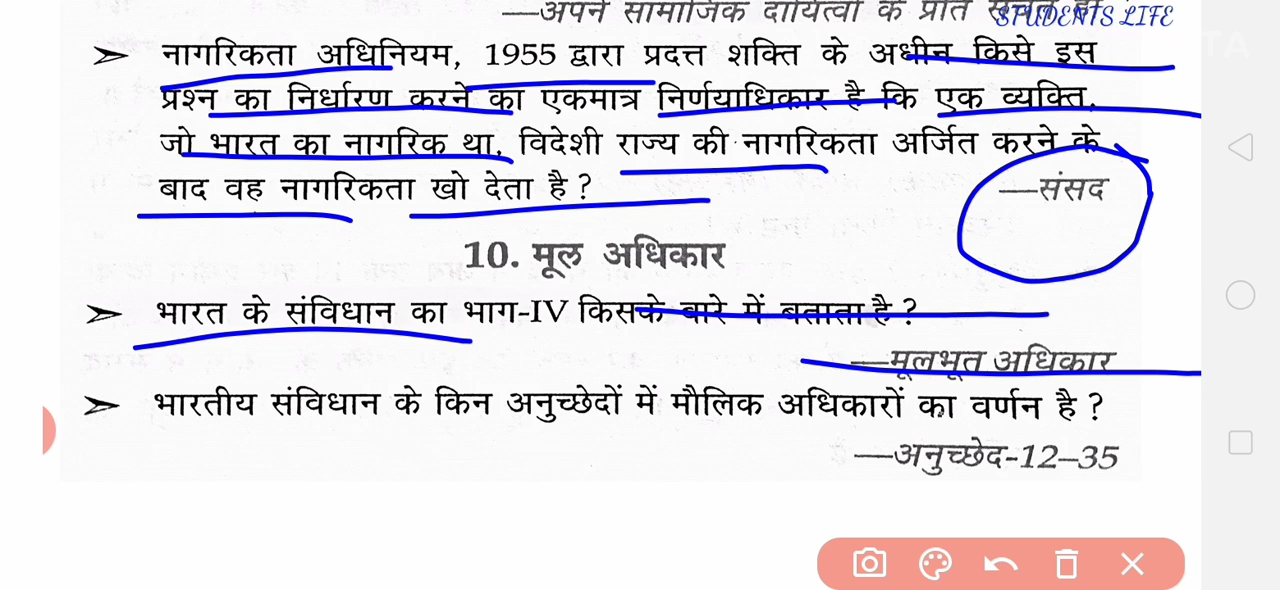 —अपने सामाजिक दायित्वों के प्रति
STUDENTS LIFE
➢ नागरिकता अधिनियम, 1955 द्वारा प्रदत्त शक्ति के अधीन किसे इस
प्रश्न का निर्धारण करने का एकमात्र निर्णयाधिकार है कि एक व्यक्ति,
जो भारत का नागरिक था, विदेशी राज्य की नागरिकता अर्जित करने के
बाद वह नागरिकता खो देता है ?
—संसद
10. मूल अधिकार
➢ भारत के संविधान का भाग-IV किसके बारे में बताता है ?
—मूलभूत अधिकार
➢ भारतीय संविधान के किन अनुच्छेदों में मौलिक अधिकारों का वर्णन है ?
—अनुच्छेद-12–35